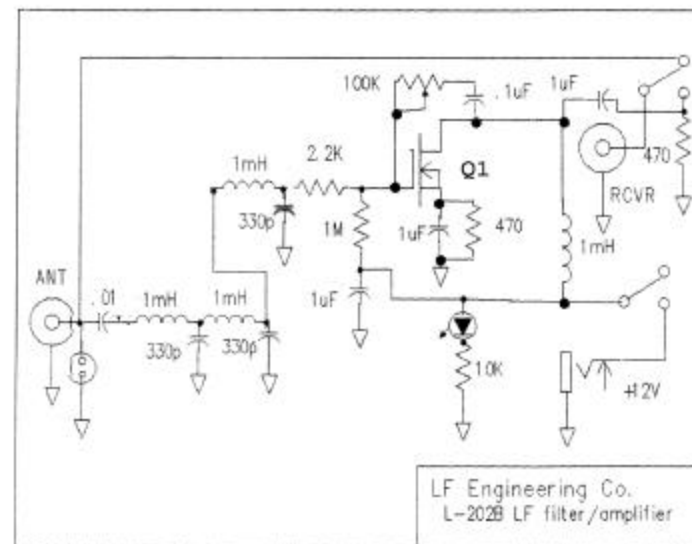 100K
.1uF
1uF
2.2K
Q1
470
1mH
RCVR
330p
1M
1uF
470
1mH
ANT
.01
1mH
1mH
1uF
330p
330p
10K
+12V
LF Engineering Co.
L-202B LF filter/amplifier